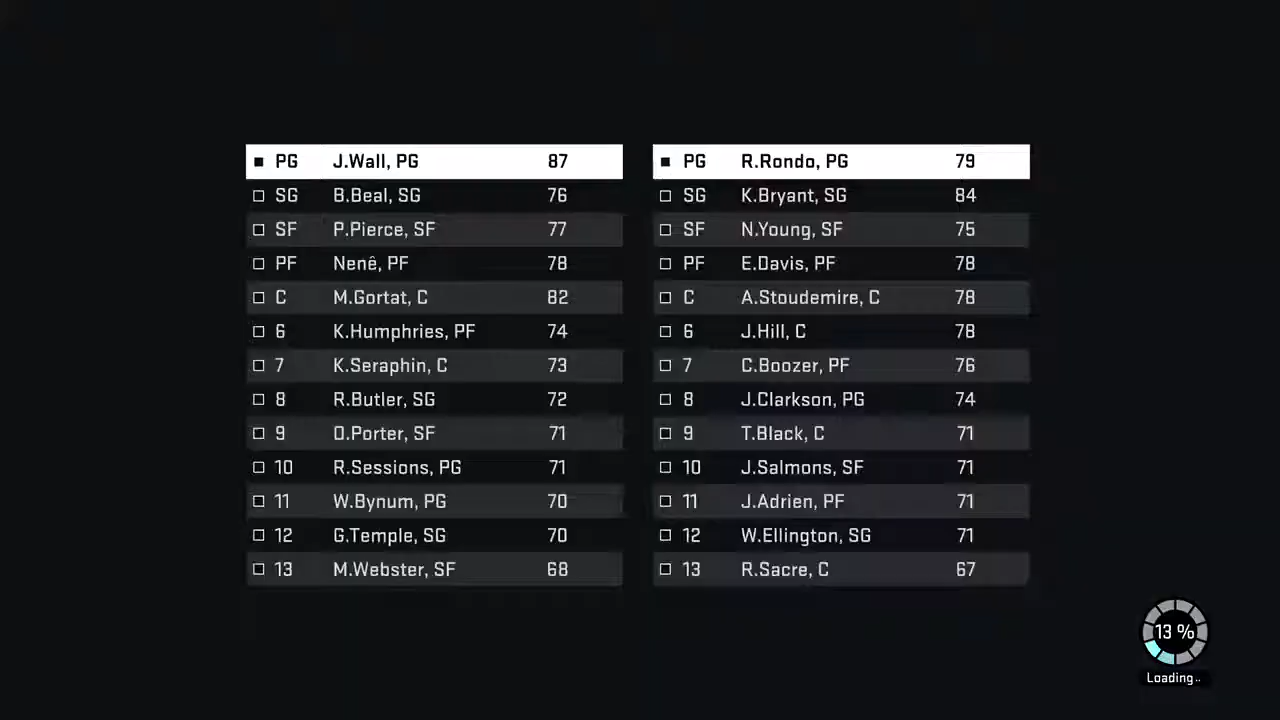 PG J.Wall, PG 87
SG B.Beal, SG 76
SF P.Pierce, SF 77
PF Nenê, PF 78
C M.Gortat, C 82
6 K.Humphries, PF 74
7 K.Seraphin, C 73
8 R.Butler, SG 72
9 O.Porter, SF 71
10 R.Sessions, PG 71
11 W.Bynum, PG 70
12 G.Temple, SG 70
13 M.Webster, SF 68
PG R.Rondo, PG 79
SG K.Bryant, SG 84
SF N.Young, SF 75
PF E.Davis, PF 78
C A.Stoudemire, C 78
6 J.Hill, C 78
7 C.Boozer, PF 76
8 J.Clarkson, PG 74
9 T.Black, C 71
10 J.Salmons, SF 71
11 J.Adrien, PF 71
12 W.Ellington, SG 71
13 R.Sacre, C 67
13 %
Loading..